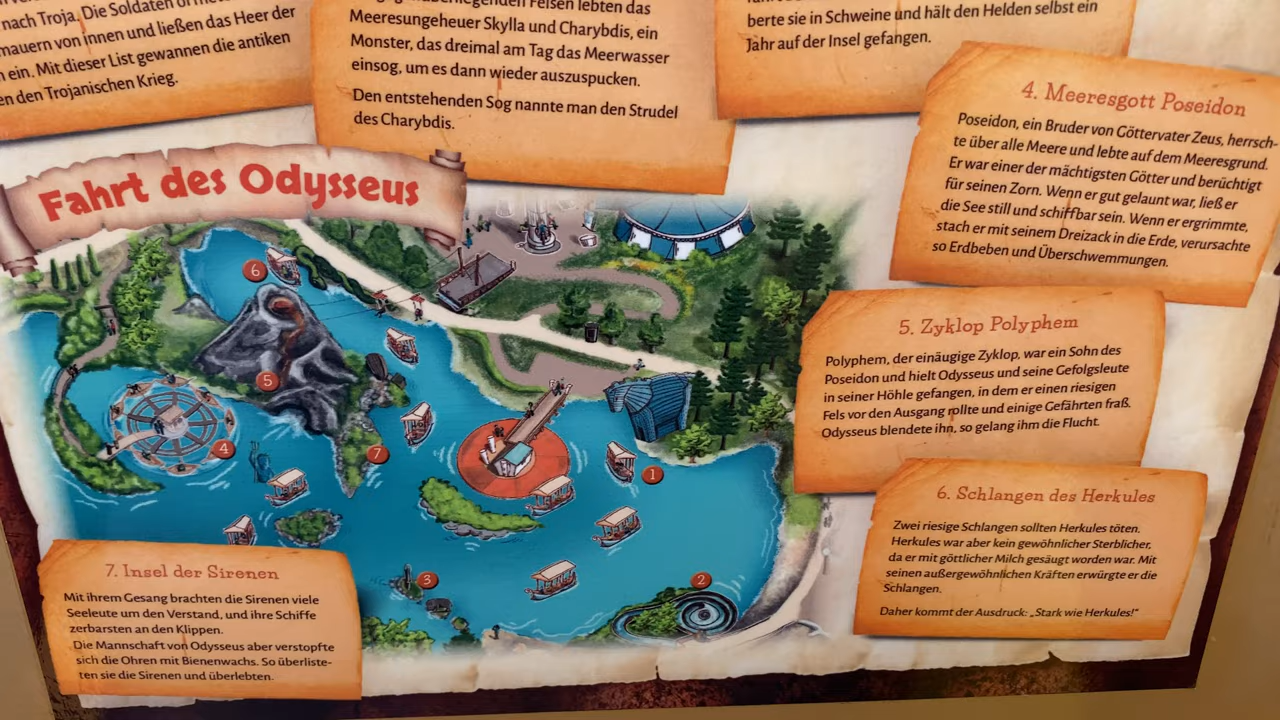 nach Troja. Die Soldaten
mauern von innen und ließen das Heer der
ein. Mit dieser List gewannen die antiken
den Trojanischen Krieg.
Felsen lebten das
Meeresungeheuer Skylla und Charybdis, ein
Monster, das dreimal am Tag das Meerwasser
einsog, um es dann wieder auszuspucken.
Den entstehenden Sog nannte man den Strudel
des Charybdis.
berte sie in Schweine und hält den Helden selbst ein
Jahr auf der Insel gefangen.
4. Meeresgott Poseidon
Poseidon, ein Bruder von Göttervater Zeus, herrsch-
te über alle Meere und lebte auf dem Meeresgrund.
Er war einer der mächtigsten Götter und berüchtigt
für seinen Zorn. Wenn er gut gelaunt war, ließ er
die See still und schiffbar sein. Wenn er ergrimmte,
stach er mit seinem Dreizack in die Erde, verursachte
so Erdbeben und Überschwemmungen.
Fahrt des Odysseus
6
5
4
7
1
3
2
5. Zyklop Polyphem
Polyphem, der einäugige Zyklop, war ein Sohn des
Poseidon und hielt Odysseus und seine Gefolgsleute
in seiner Höhle gefangen, in dem er einen riesigen
Fels vor den Ausgang rollte und einige Gefährten fraß.
Odysseus blendete ihn, so gelang ihm die Flucht.
6. Schlangen des Herkules
Zwei riesige Schlangen sollten Herkules töten.
Herkules war aber kein gewöhnlicher Sterblicher,
da er mit göttlicher Milch gesäugt worden war. Mit
seinen außergewöhnlichen Kräften erwürgte er die
Schlangen.
Daher kommt der Ausdruck: „Stark wie Herkules!“
7. Insel der Sirenen
Mit ihrem Gesang brachten die Sirenen viele
Seeleute um den Verstand, und ihre Schiffe
zerbarsten an den Klippen.
Die Mannschaft von Odysseus aber verstopfte
sich die Ohren mit Bienenwachs. So überliste-
ten sie die Sirenen und überlebten.